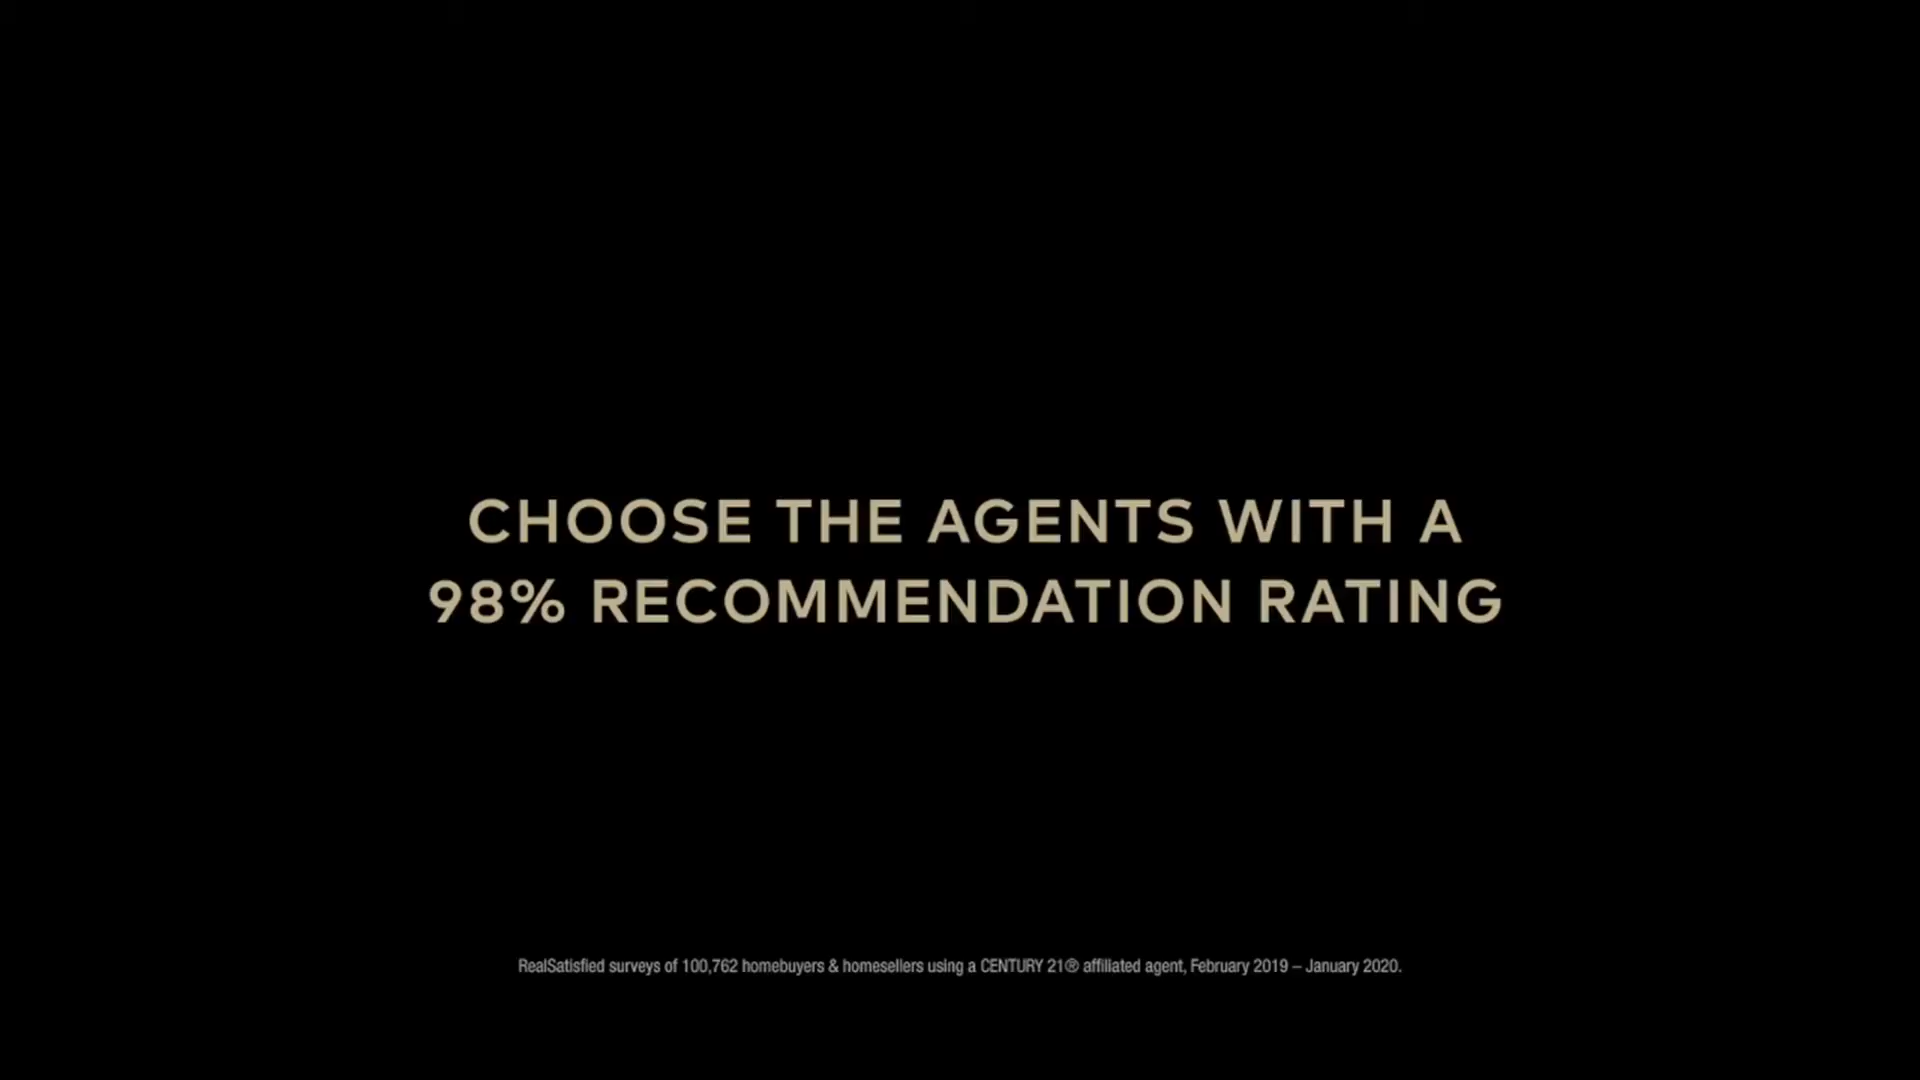 CHOOSE THE AGENTS WITH A
98% RECOMMENDATION RATING
RealSatisfied surveys of 100,762 homebuyers & homesellers using a CENTURY 21® affiliated agent, February 2019 – January 2020.